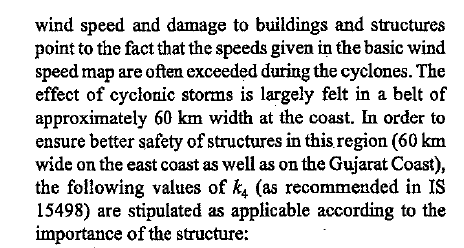 wind speed and damage to buildings and structures
point to the fact that the speeds given in the basic wind
speed map are often exceeded during the cyclones. The
effect of cyclonic storms is largely felt in a belt of
approximately 60 km width at the coast. In order to
ensure better safety of structures in this region (60 km
wide on the east coast as well as on the Gujarat Coast),
the following values of k₄ (as recommended in IS
15498) are stipulated as applicable according to the
importance of the structure: